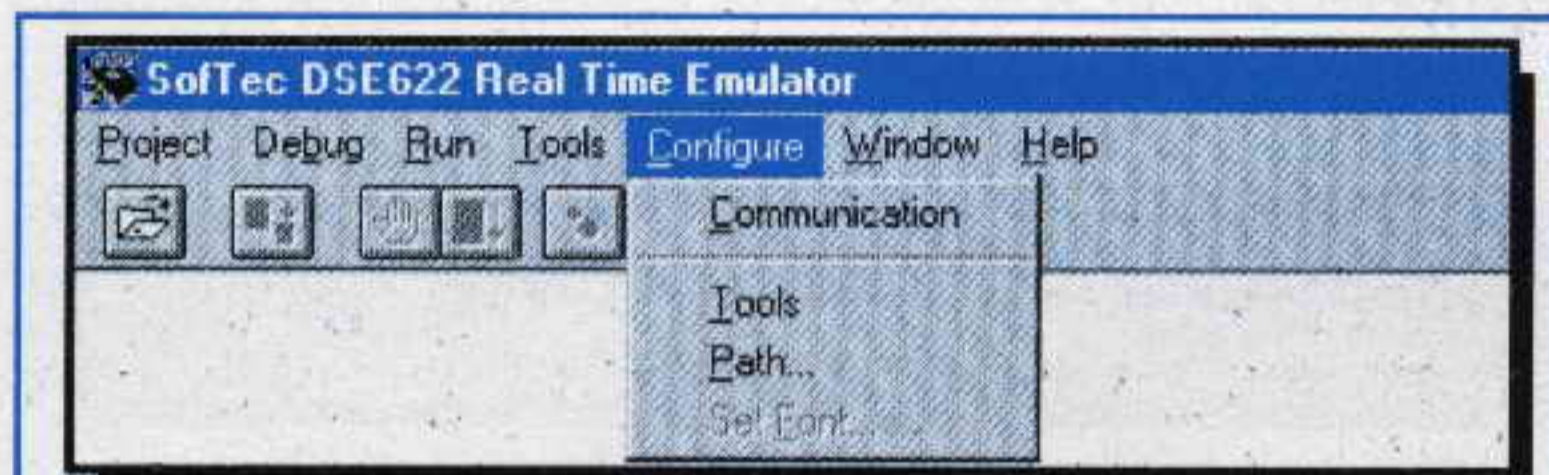 SofTec DSE622 Real Time Emulator
Project Debug Run Tools Configure Window Help
Communication
Tools
Path...
Set Font...